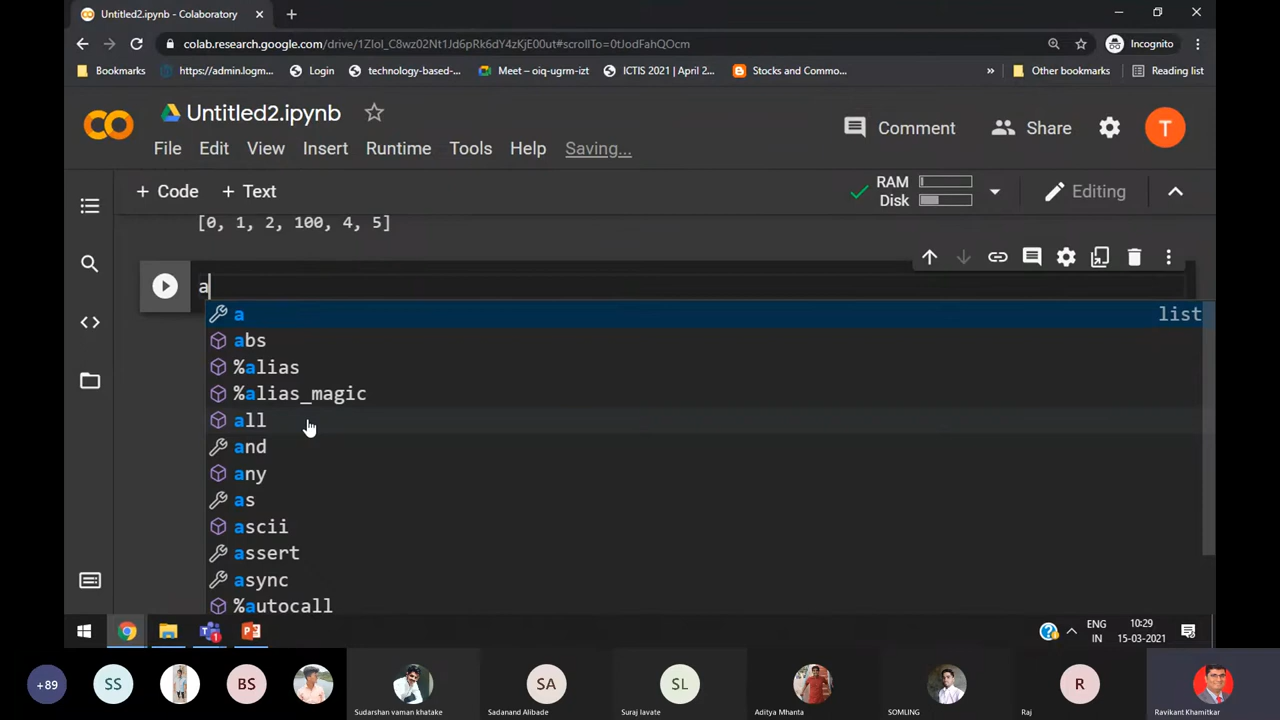 Untitled2.ipynb - Colaboratory
colab.research.google.com/drive/1ZIoI_C8wz02Nt1Jd6pRk6dY4zKjE00ut#scrollTo=0tJodFahQOcm
Incognito
Bookmarks
https://admin.logm...
Login
technology-based-...
Meet – oiq-ugrm-izt
ICTIS 2021 | April 2...
Stocks and Commo...
»
Other bookmarks
Reading list
Untitled2.ipynb
Comment
Share
T
File Edit View Insert Runtime Tools Help Saving...
+ Code + Text
RAM
Disk
Editing
[0, 1, 2, 100, 4, 5]
a
a list
abs
%alias
%alias_magic
all
and
any
as
ascii
assert
async
%autocall
1
ENG
IN
10:29
15-03-2021
+89
SS
BS
SA
SL
R
Sudarshan vaman khatake
Sadanand Alibade
Suraj lavate
Aditya Mhanta
SOMLING
Raj
Ravikant Khamitkar